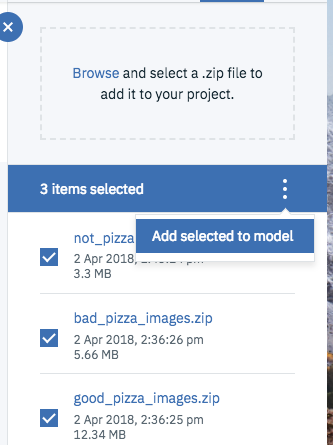 Browse and select a .zip file to
add it to your project.
3 items selected
Add selected to model
not_pizza
2 Apr 2018,
3.3 MB
bad_pizza_images.zip
2 Apr 2018, 2:36:26 pm
5.66 MB
good_pizza_images.zip
2 Apr 2018, 2:36:25 pm
12.34 MB